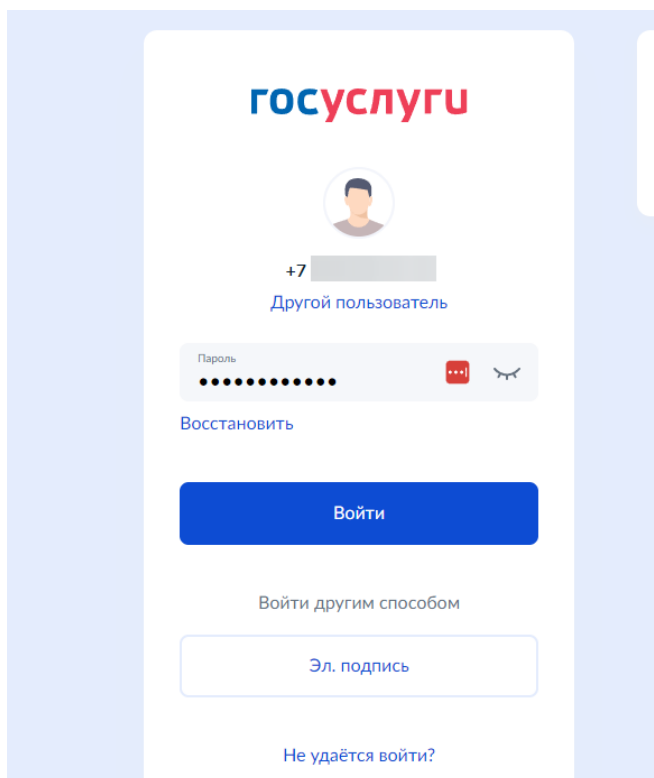 госуслуги
+7
Другой пользователь
Пароль
••••••••••••
Восстановить
Войти
Войти другим способом
Эл. подпись
Не удаётся войти?